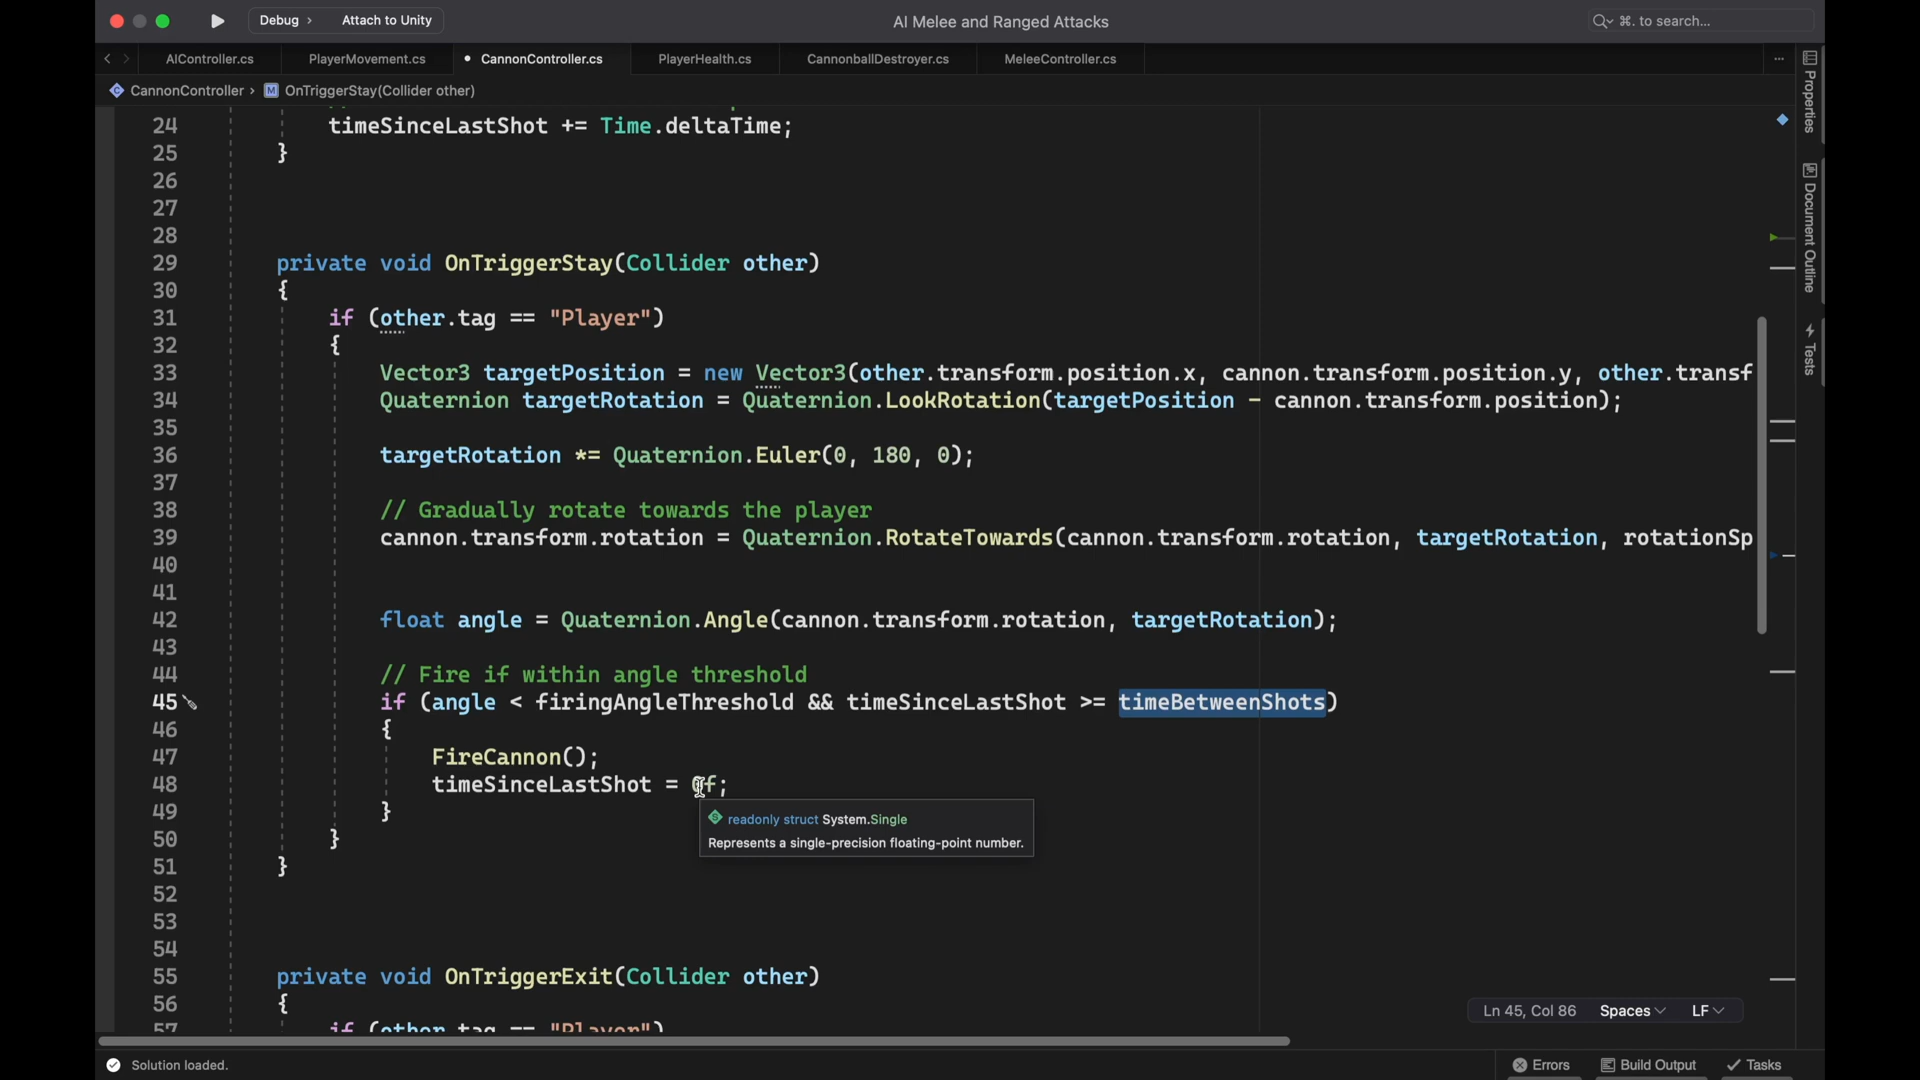 Debug › Attach to Unity
AI Melee and Ranged Attacks
⌘. to search...
AIController.cs PlayerMovement.cs • CannonController.cs PlayerHealth.cs CannonballDestroyer.cs MeleeController.cs
CannonController › M OnTriggerStay(Collider other)
24 timeSinceLastShot += Time.deltaTime;
25 }
26
27
28
29 private void OnTriggerStay(Collider other)
30 {
31 if (other.tag == "Player")
32 {
33 Vector3 targetPosition = new Vector3(other.transform.position.x, cannon.transform.position.y, other.transf
34 Quaternion targetRotation = Quaternion.LookRotation(targetPosition - cannon.transform.position);
35
36 targetRotation *= Quaternion.Euler(0, 180, 0);
37
38 // Gradually rotate towards the player
39 cannon.transform.rotation = Quaternion.RotateTowards(cannon.transform.rotation, targetRotation, rotationSp
40
41
42 float angle = Quaternion.Angle(cannon.transform.rotation, targetRotation);
43
44 // Fire if within angle threshold
45 if (angle < firingAngleThreshold && timeSinceLastShot >= timeBetweenShots)
46 {
47 FireCannon();
48 timeSinceLastShot = 0f;
49 }
readonly struct System.Single
Represents a single-precision floating-point number.
50 }
51 }
52
53
54
55 private void OnTriggerExit(Collider other)
56 {
57 if (other.tag == "Player")
Ln 45, Col 86 Spaces LF
Properties
Document Outline
Tests
Solution loaded.
Errors Build Output Tasks